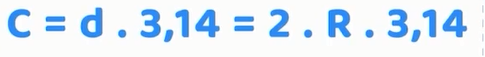 C = d . 3,14 = 2 . R . 3,14